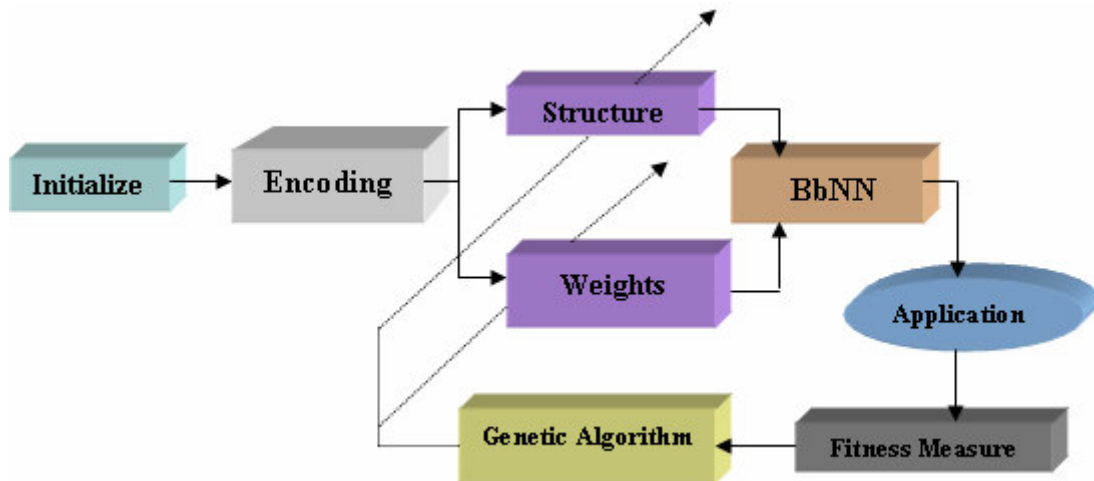 Structure
Initialize
Encoding
BbNN
Weights
Application
Genetic Algorithm
Fitness Measure